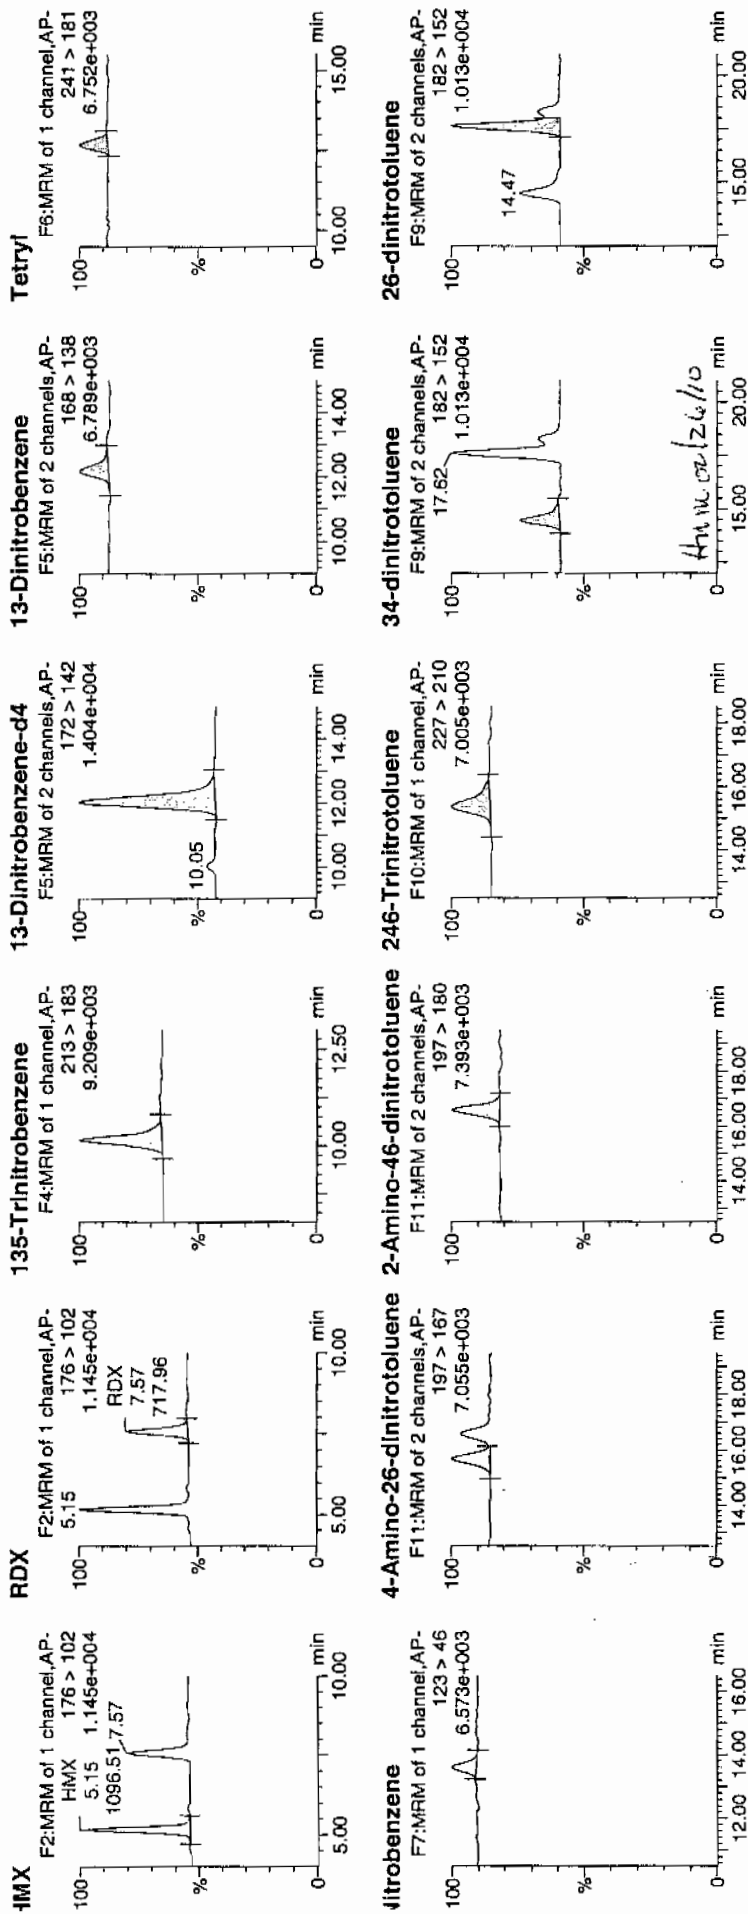 HMX
F2:MRM of 1 channel,AP-
176 > 102
1.145e+004
HMX
5.15
1096.51
7.57
100
%
0
5.00
10.00
min
RDX
F2:MRM of 1 channel,AP-
176 > 102
1.145e+004
5.15
RDX
7.57
717.96
100
%
0
5.00
10.00
min
135-Trinitrobenzene
F4:MRM of 1 channel,AP-
213 > 183
9.209e+003
100
%
0
10.00
12.50
min
13-Dinitrobenzene-d4
F5:MRM of 2 channels,AP-
172 > 142
1.404e+004
10.05
100
%
0
10.00
12.00
14.00
min
13-Dinitrobenzene
F5:MRM of 2 channels,AP-
168 > 138
6.789e+003
100
%
0
10.00
12.00
14.00
min
Tetryl
F6:MRM of 1 channel,AP-
241 > 181
6.752e+003
100
%
0
10.00
15.00
min
Nitrobenzene
F7:MRM of 1 channel,AP-
123 > 46
6.573e+003
100
%
0
12.00
14.00
16.00
min
4-Amino-26-dinitrotoluene
F11:MRM of 2 channels,AP-
197 > 167
7.055e+003
100
%
0
14.00
16.00
18.00
min
2-Amino-46-dinitrotoluene
F11:MRM of 2 channels,AP-
197 > 180
7.393e+003
100
%
0
14.00
16.00
18.00
min
246-Trinitrotoluene
F10:MRM of 1 channel,AP-
227 > 210
7.005e+003
100
%
0
14.00
16.00
18.00
min
34-dinitrotoluene
F9:MRM of 2 channels,AP-
182 > 152
1.013e+004
17.62
100
%
0
15.00
20.00
min
02/26/10
26-dinitrotoluene
F9:MRM of 2 channels,AP-
182 > 152
1.013e+004
14.47
100
%
0
15.00
20.00
min